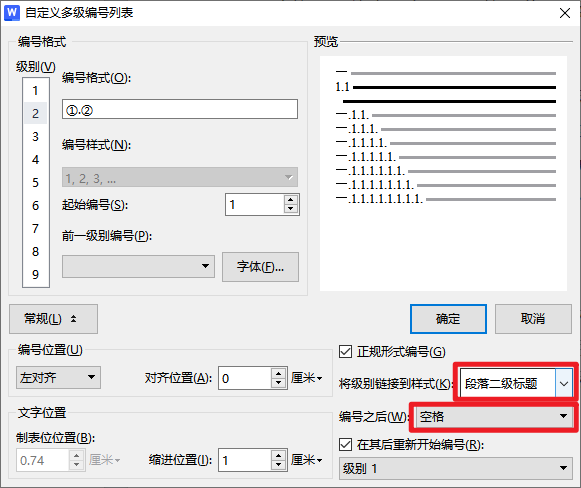 自定义多级编号列表
编号格式
级别(V)
1
2
3
4
5
6
7
8
9
编号格式(O):
①.②
编号样式(N):
1, 2, 3, ...
起始编号(S):
1
前一级别编号(P):
字体(F)...
预览
一
1.1
一.1.1.
一.1.1.1.
一.1.1.1.1.
一.1.1.1.1.1.
一.1.1.1.1.1.1.
一.1.1.1.1.1.1.1.
一.1.1.1.1.1.1.1.1.
常规(L)
确定
取消
编号位置(U)
左对齐
对齐位置(A):
0
厘米
文字位置
制表位位置(B):
0.74
厘米
缩进位置(I):
1
厘米
正规形式编号(G)
将级别链接到样式(K):
段落二级标题
编号之后(W):
空格
在其后重新开始编号(R):
级别 1